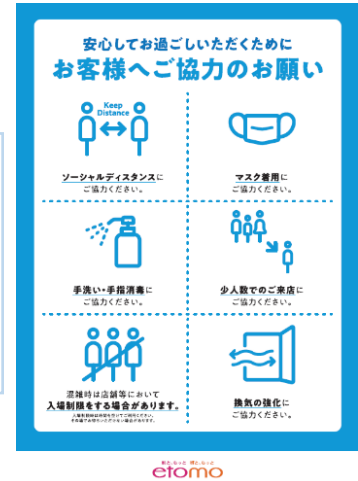 安心してお過ごしいただくために
お客様へご協力のお願い
Keep
Distance
ソーシャルディスタンスに
ご協力ください。
マスク着用に
ご協力ください。
手洗い・手指消毒に
ご協力ください。
少人数でのご来店に
ご協力ください。
混雑時は店舗等において
入場制限をする場合があります。
換気の強化に
ご協力ください。
etomo